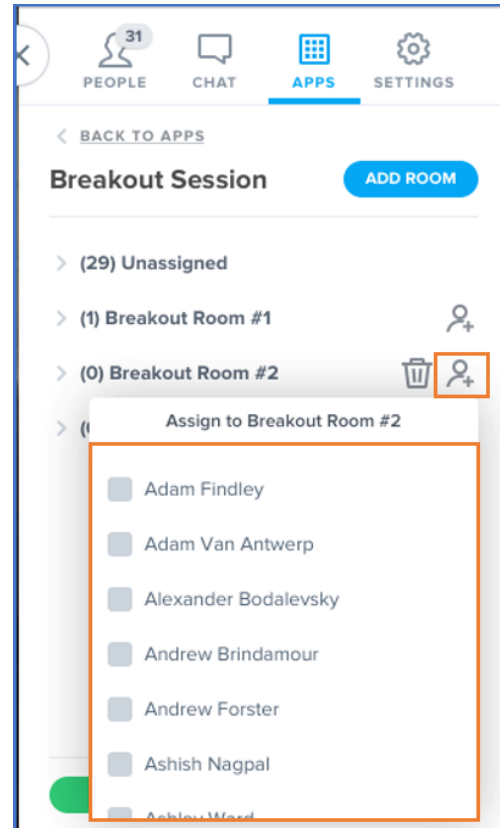 31
PEOPLE CHAT APPS SETTINGS
BACK TO APPS
Breakout Session ADD ROOM
(29) Unassigned
(1) Breakout Room #1
(0) Breakout Room #2
Assign to Breakout Room #2
Adam Findley
Adam Van Antwerp
Alexander Bodalevsky
Andrew Brindamour
Andrew Forster
Ashish Nagpal
Ashley Ward